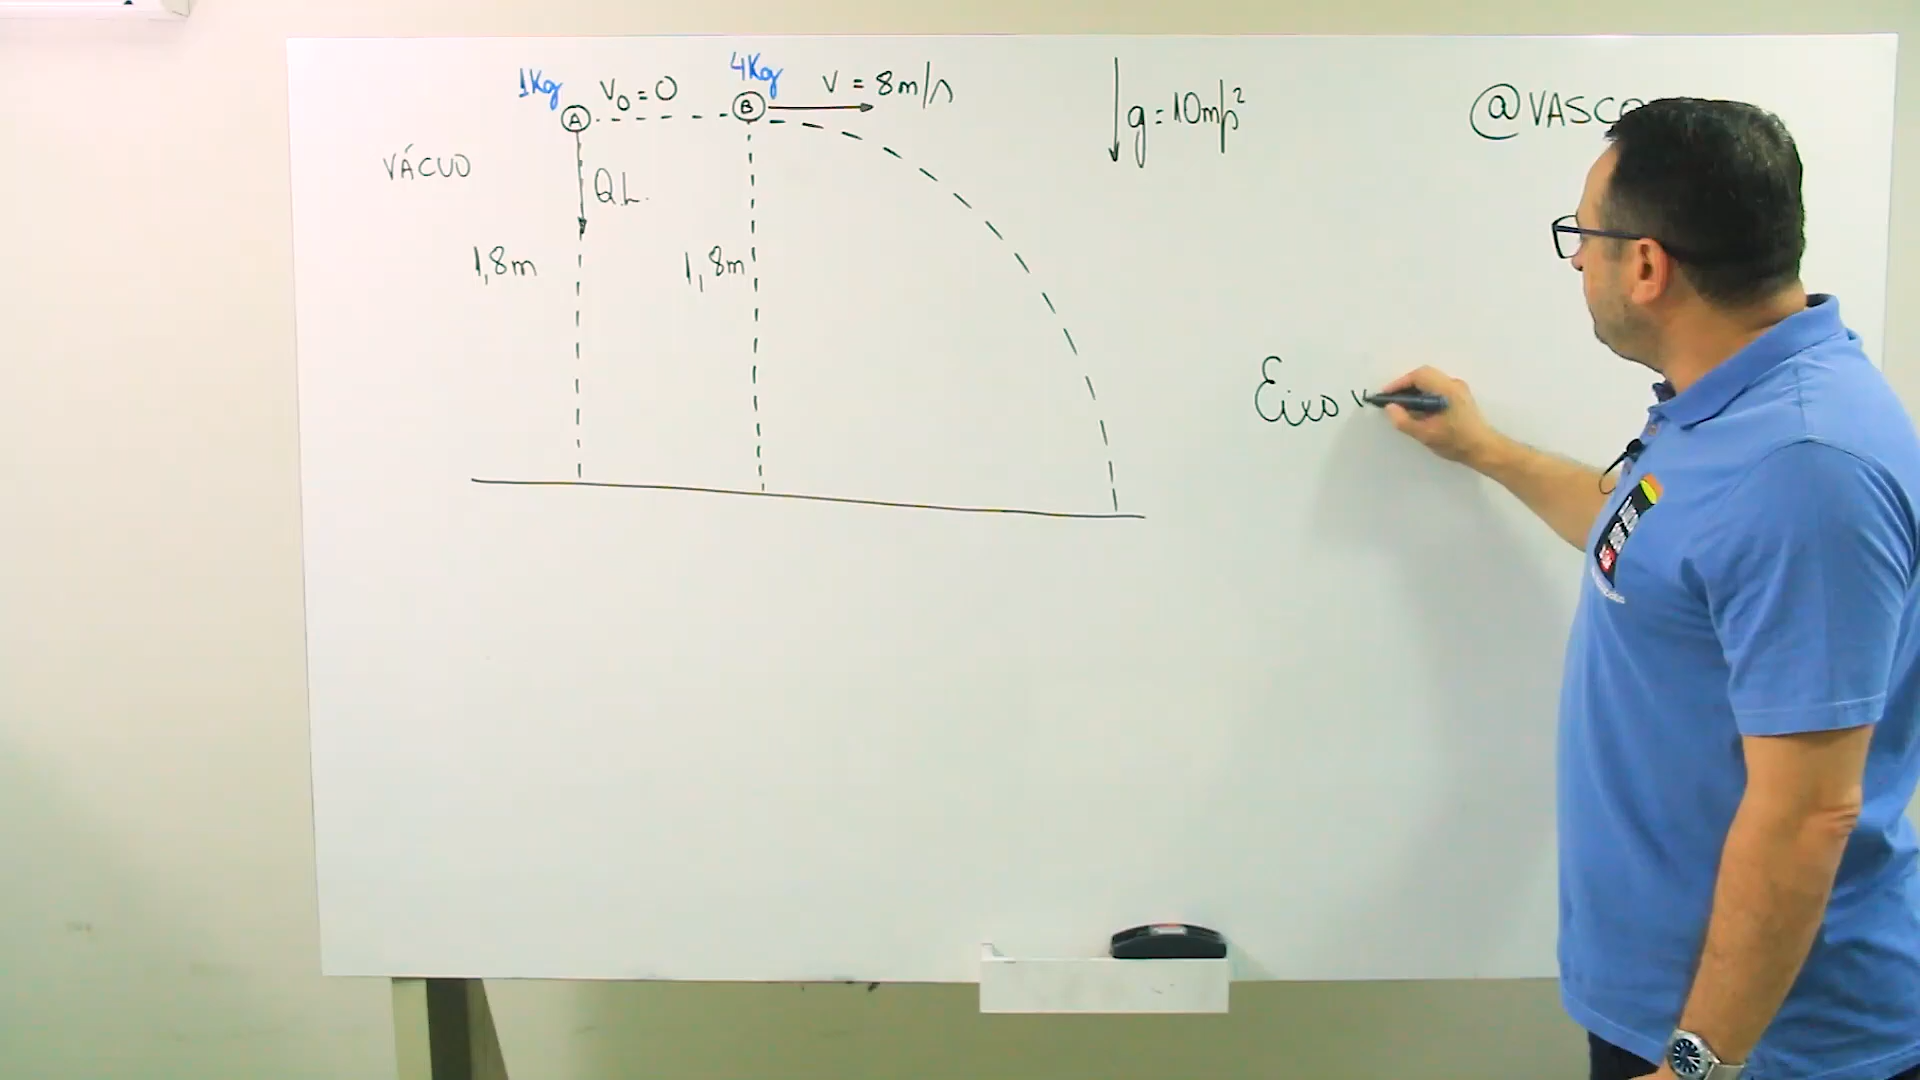 1Kg V₀ = 0 4Kg V = 8m/s g = 10m/s² @VASCO
A B
VÁCUO Q.L.
1,8m 1,8m
Eixo v